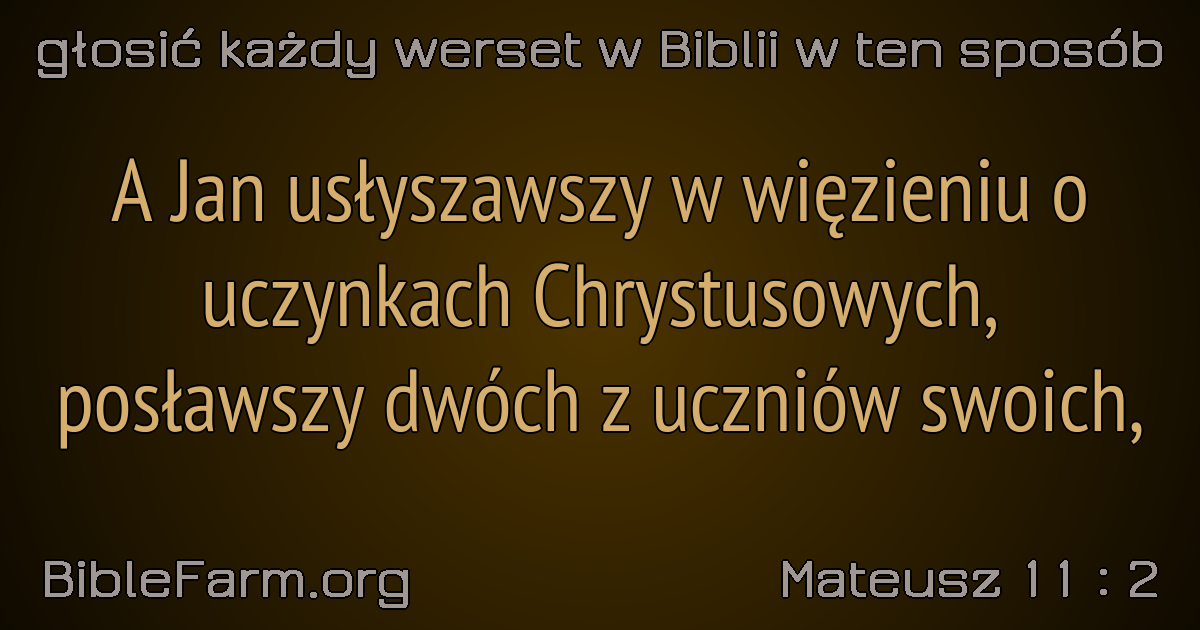 głosić każdy werset w Biblii w ten sposób
A Jan usłyszawszy w więzieniu o
uczynkach Chrystusowych,
posławszy dwóch z uczniów swoich,
BibleFarm.org
Mateusz 11 : 2